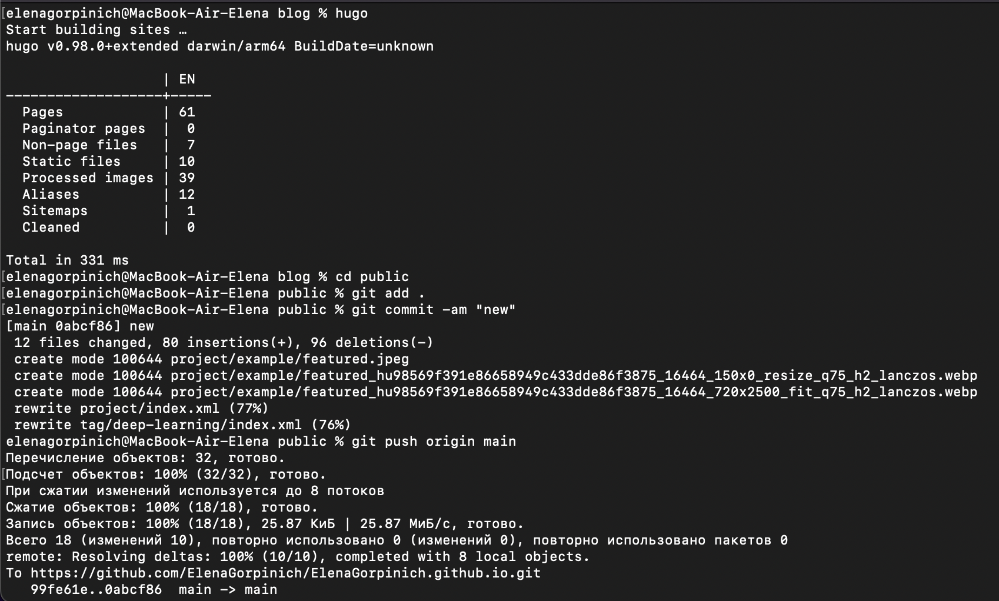 [elenagorpinich@MacBook-Air-Elena blog % hugo
Start building sites …
hugo v0.98.0+extended darwin/arm64 BuildDate=unknown
                   | EN
-------------------+-----
  Pages            | 61
  Paginator pages  |  0
  Non-page files   |  7
  Static files     | 10
  Processed images | 39
  Aliases          | 12
  Sitemaps         |  1
  Cleaned          |  0
Total in 331 ms
[elenagorpinich@MacBook-Air-Elena blog % cd public
[elenagorpinich@MacBook-Air-Elena public % git add .
[elenagorpinich@MacBook-Air-Elena public % git commit -am "new"
[main 0abcf86] new
 12 files changed, 80 insertions(+), 96 deletions(-)
 create mode 100644 project/example/featured.jpeg
 create mode 100644 project/example/featured_hu98569f391e86658949c433dde86f3875_16464_150x0_resize_q75_h2_lanczos.webp
 create mode 100644 project/example/featured_hu98569f391e86658949c433dde86f3875_16464_720x2500_fit_q75_h2_lanczos.webp
 rewrite project/index.xml (77%)
 rewrite tag/deep-learning/index.xml (76%)
elenagorpinich@MacBook-Air-Elena public % git push origin main
Перечисление объектов: 32, готово.
[Подсчет объектов: 100% (32/32), готово.
При сжатии изменений используется до 8 потоков
Сжатие объектов: 100% (18/18), готово.
Запись объектов: 100% (18/18), 25.87 КиБ | 25.87 МиБ/с, готово.
Всего 18 (изменений 10), повторно использовано 0 (изменений 0), повторно использовано пакетов 0
remote: Resolving deltas: 100% (10/10), completed with 8 local objects.
To https://github.com/ElenaGorpinich/ElenaGorpinich.github.io.git
   99fe61e..0abcf86  main -> main